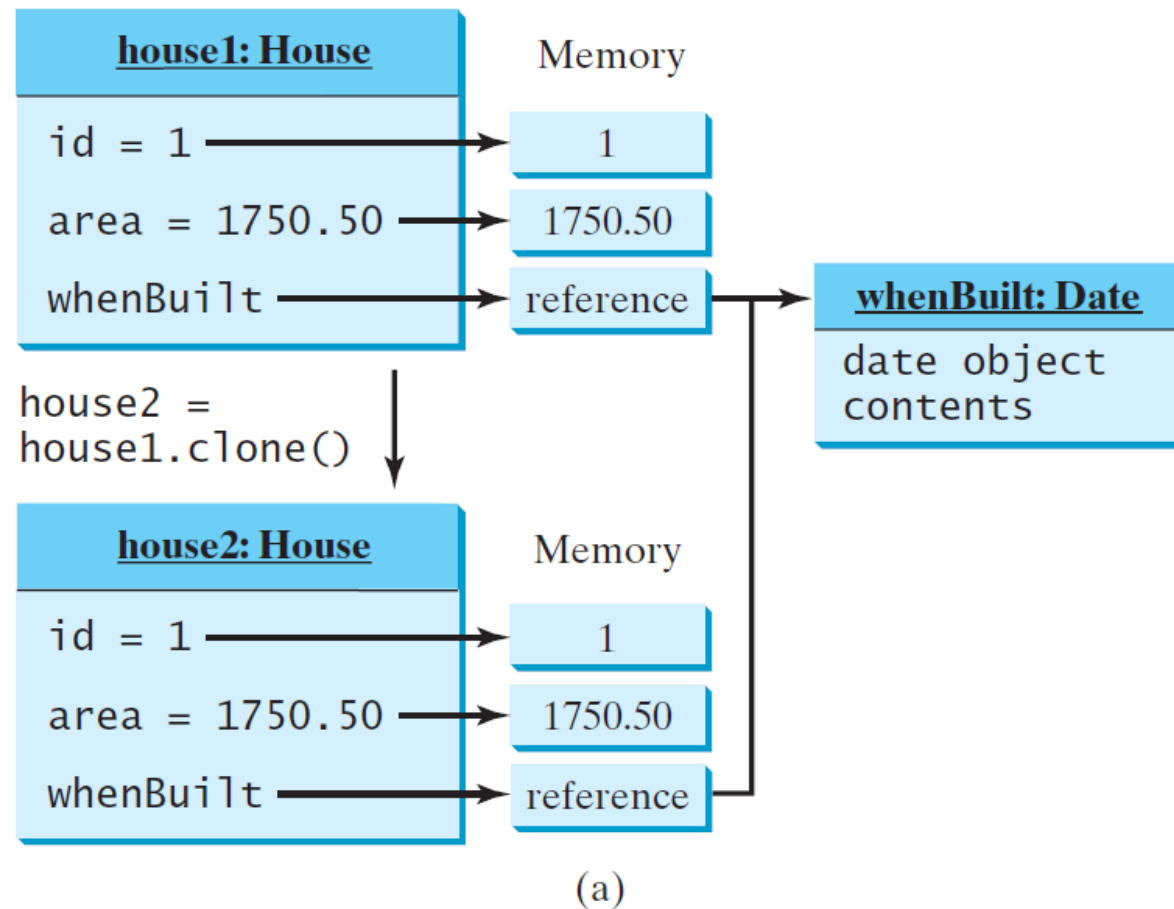 house1: House
Memory
id = 1
1
area = 1750.50
1750.50
whenBuilt
reference
whenBuilt: Date
date object
contents
house2 =
house1.clone()
house2: House
Memory
id = 1
1
area = 1750.50
1750.50
whenBuilt
reference
(a)